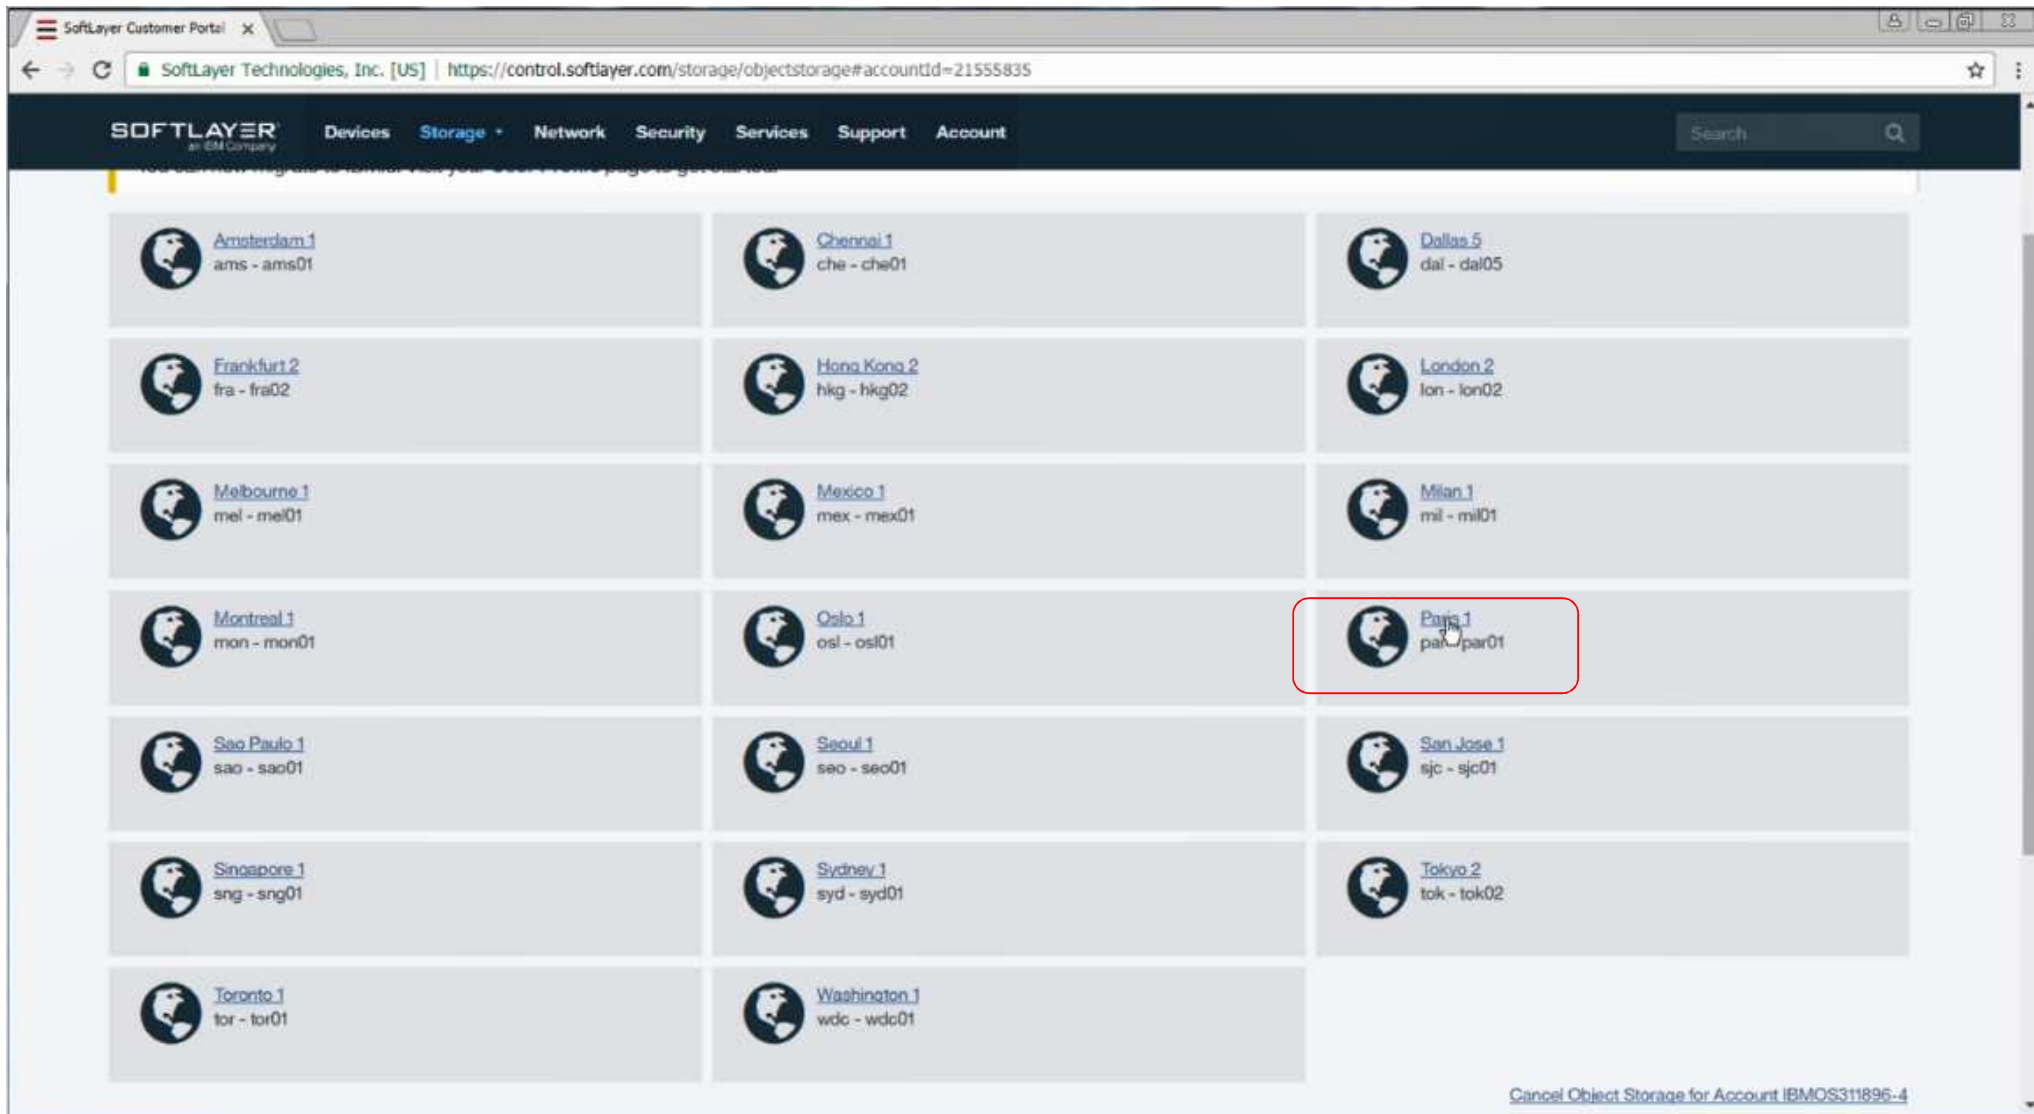 SoftLayer Customer Portal
SoftLayer Technologies, Inc. [US] | https://control.softlayer.com/storage/objectstorage#accountId=21555835
SOFTLAYER
an IBM Company
Devices Storage Network Security Services Support Account
Search
Amsterdam 1
ams - ams01
Chennai 1
che - che01
Dallas 5
dal - dal05
Frankfurt 2
fra - fra02
Hong Kong 2
hkg - hkg02
London 2
lon - lon02
Melbourne 1
mel - mel01
Mexico 1
mex - mex01
Milan 1
mil - mil01
Montreal 1
mon - mon01
Oslo 1
osl - osl01
Paris 1
par par01
Sao Paulo 1
sao - sao01
Seoul 1
seo - seo01
San Jose 1
sjc - sjc01
Singapore 1
sng - sng01
Sydney 1
syd - syd01
Tokyo 2
tok - tok02
Toronto 1
tor - tor01
Washington 1
wdc - wdc01
Cancel Object Storage for Account IBMOS311896-4